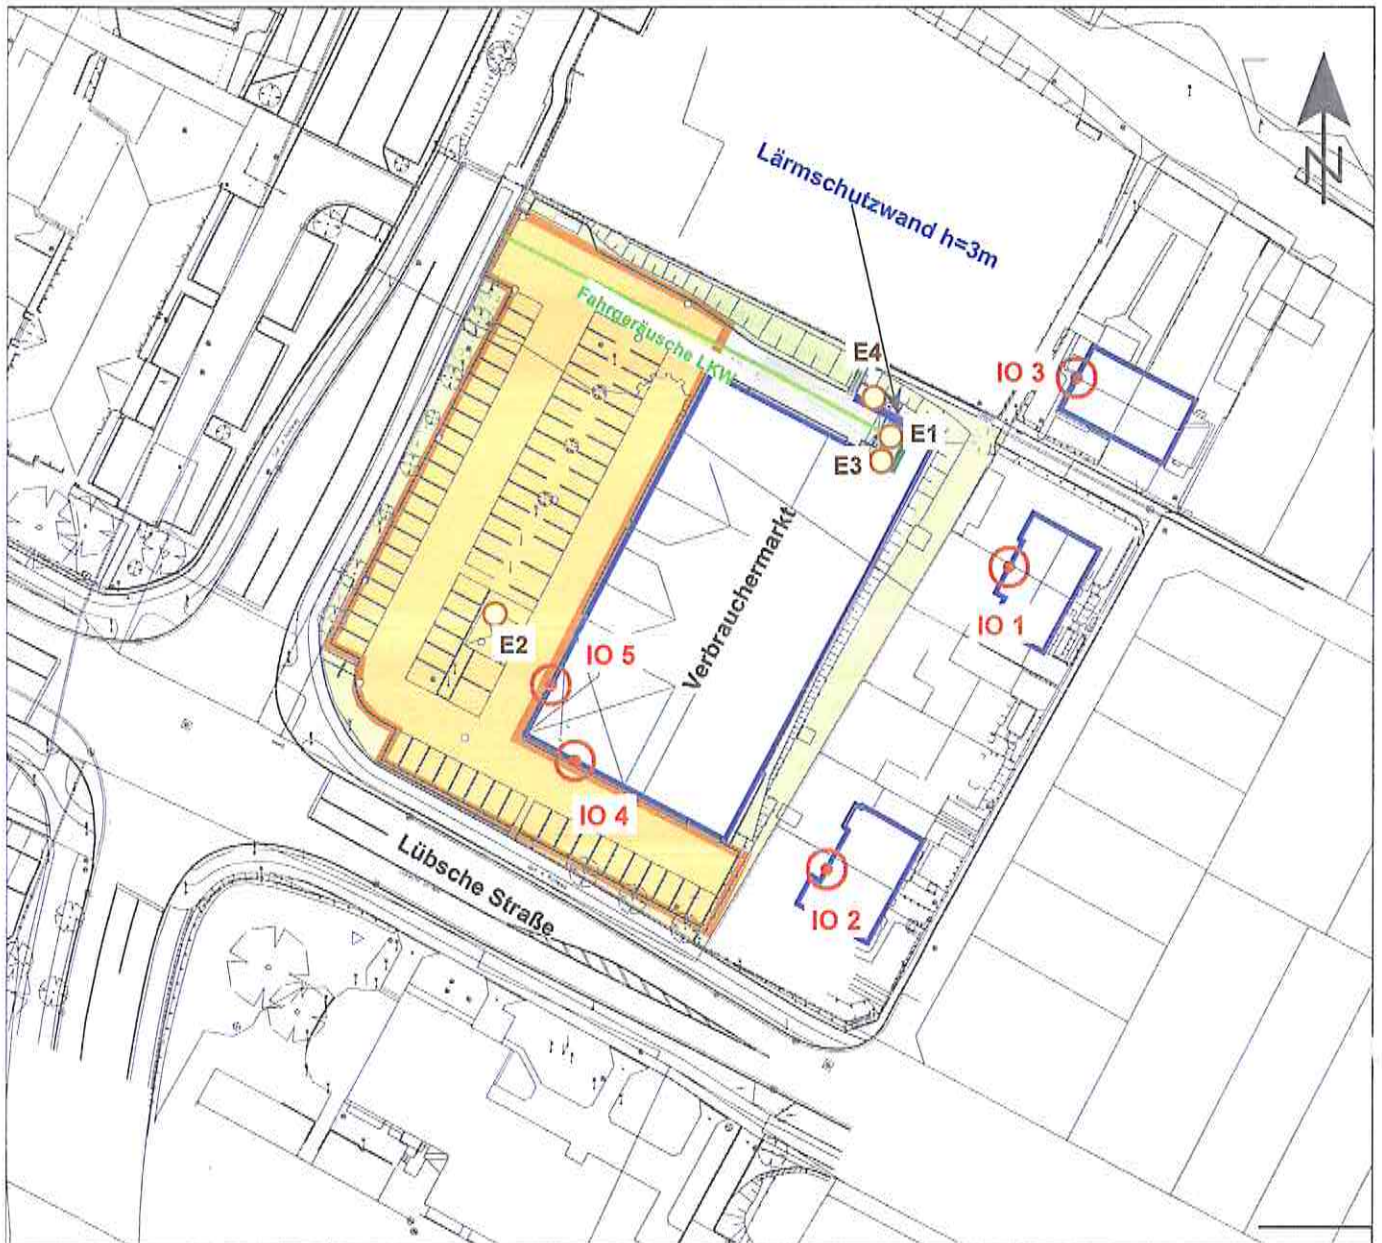 N
Lärmschutzwand h=3m
Fahrgeräusche LKW
E4
IO 3
E1
E3
Verbrauchermarkt
IO 1
E2
IO 5
IO 4
Lübsche Straße
IO 2